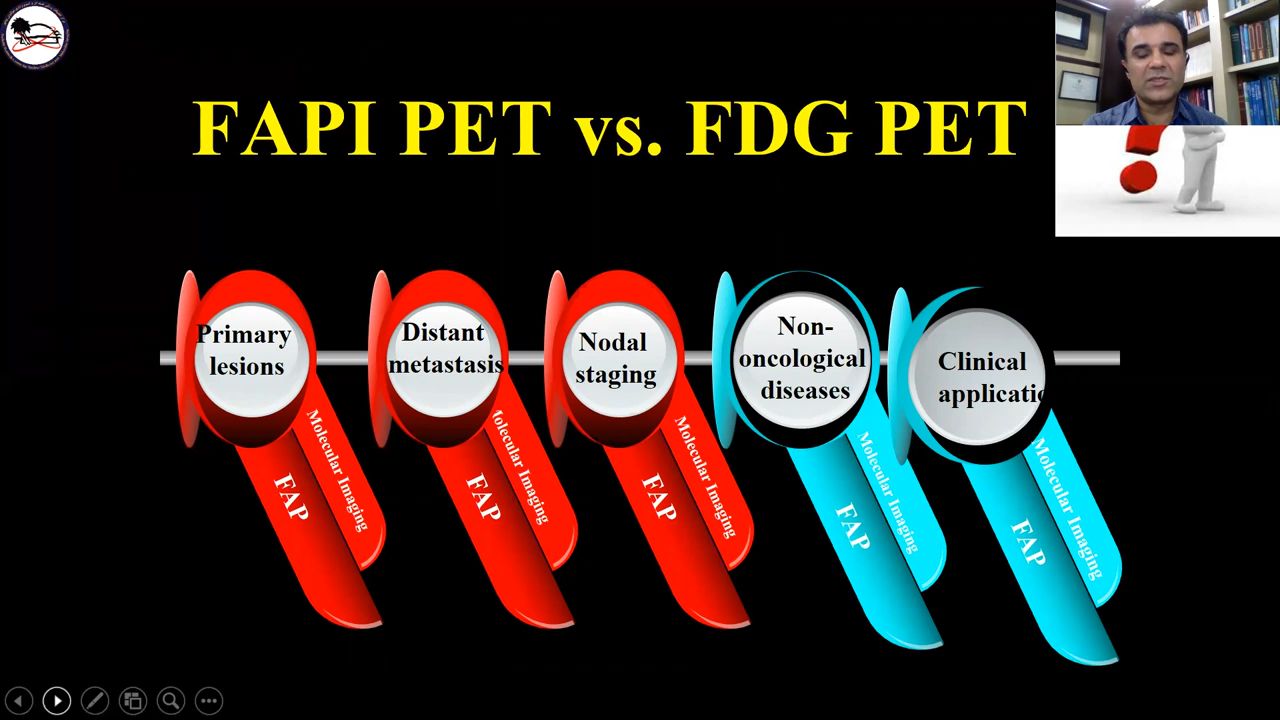 FAPI PET vs. FDG PET
Primary
lesions
Distant
metastasis
Nodal
staging
Non-
oncological
diseases
Clinical
applicatio
Molecular Imaging
FAP
Molecular Imaging
FAP
Molecular Imaging
FAP
Molecular Imaging
FAP
Molecular Imaging
FAP